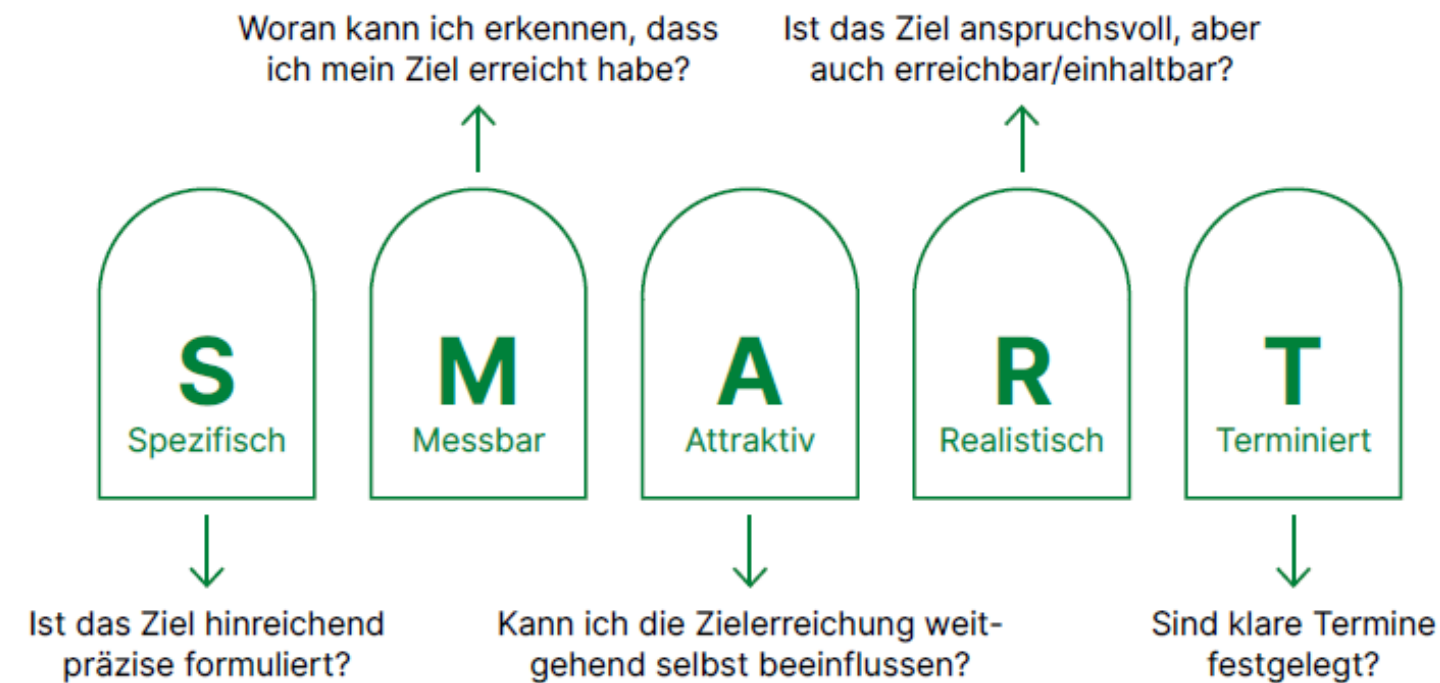 Woran kann ich erkennen, dass
ich mein Ziel erreicht habe?
Ist das Ziel anspruchsvoll, aber
auch erreichbar/einhaltbar?
S
Spezifisch
M
Messbar
A
Attraktiv
R
Realistisch
T
Terminiert
Ist das Ziel hinreichend
präzise formuliert?
Kann ich die Zielerreichung weit-
gehend selbst beeinflussen?
Sind klare Termine
festgelegt?